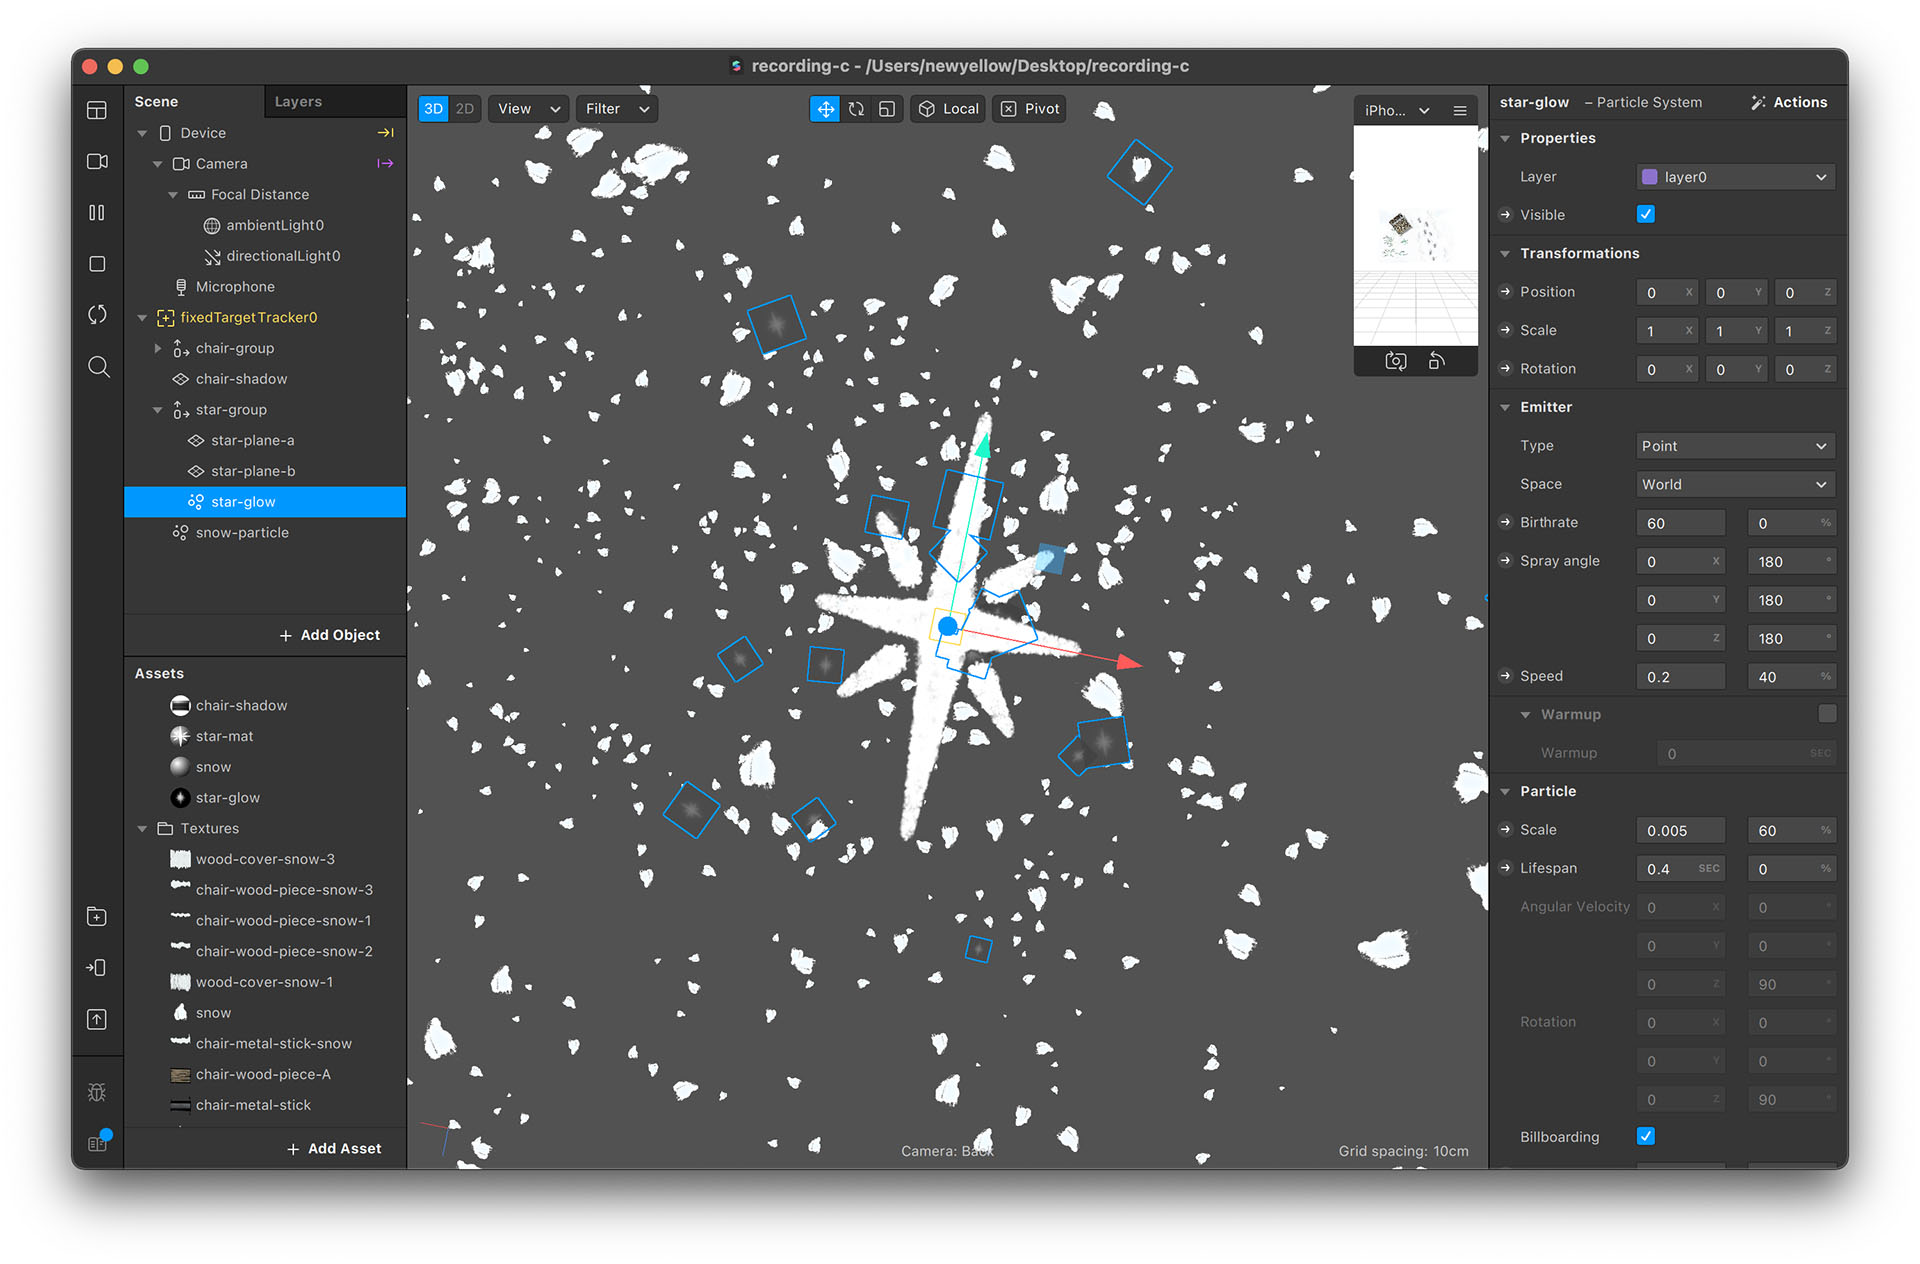 recording-c - /Users/newyellow/Desktop/recording-c
Scene
Layers
Device
Camera
Focal Distance
ambientLight0
directionalLight0
Microphone
fixedTargetTracker0
chair-group
chair-shadow
star-group
star-plane-a
star-plane-b
star-glow
snow-particle
+ Add Object
Assets
chair-shadow
star-mat
snow
star-glow
Textures
wood-cover-snow-3
chair-wood-piece-snow-3
chair-wood-piece-snow-1
chair-wood-piece-snow-2
wood-cover-snow-1
snow
chair-metal-stick-snow
chair-wood-piece-A
chair-metal-stick
+ Add Asset
3D 2D View Filter Local Pivot
iPho...
Camera: Back
Grid spacing: 10cm
star-glow – Particle System Actions
Properties
Layer layer0
Visible
Transformations
Position 0 X 0 Y 0 Z
Scale 1 X 1 Y 1 Z
Rotation 0 X 0 Y 0 Z
Emitter
Type Point
Space World
Birthrate 60 0 %
Spray angle 0 X 180 °
0 Y 180 °
0 Z 180 °
Speed 0.2 40 %
Warmup
Warmup 0 SEC
Particle
Scale 0.005 60 %
Lifespan 0.4 SEC 0 %
Angular Velocity 0 X 0 °
0 Y 0 °
0 Z 90 °
Rotation 0 X 0 °
0 Y 0 °
0 Z 90 °
Billboarding